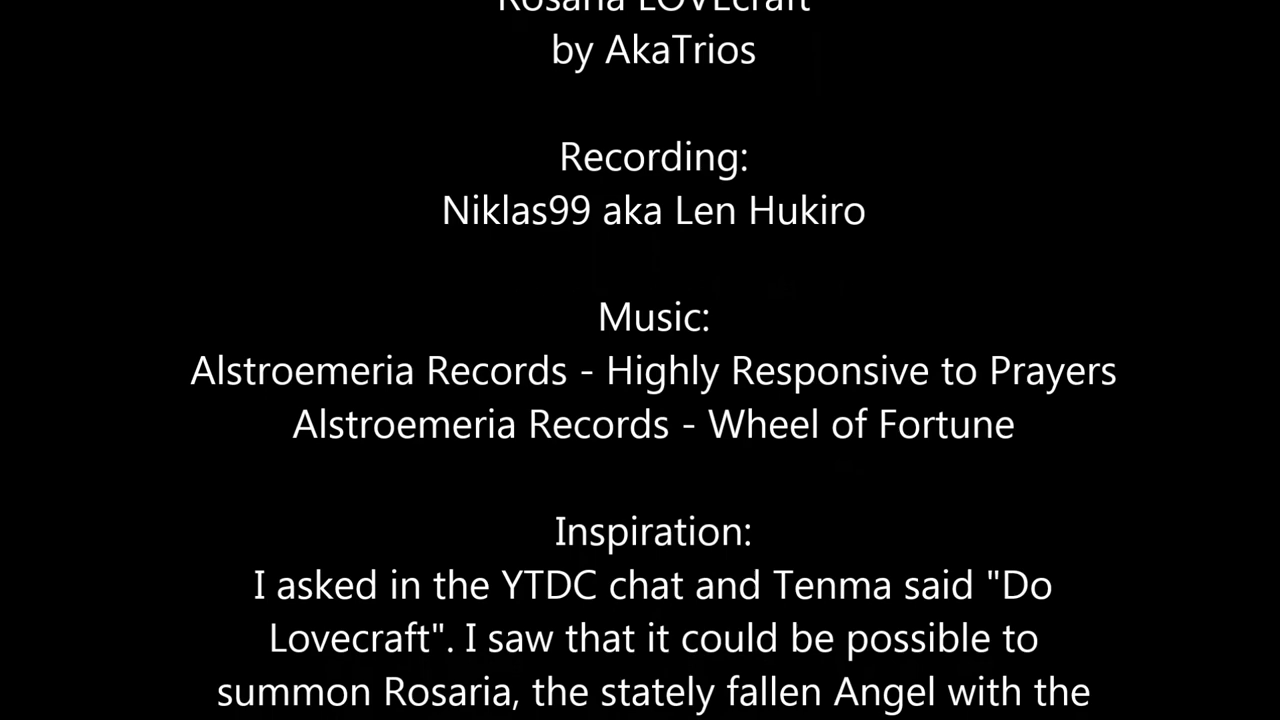 Rosaria LOVEcraft
by AkaTrios
Recording:
Niklas99 aka Len Hukiro
Music:
Alstroemeria Records - Highly Responsive to Prayers
Alstroemeria Records - Wheel of Fortune
Inspiration:
I asked in the YTDC chat and Tenma said "Do
Lovecraft". I saw that it could be possible to
summon Rosaria, the stately fallen Angel with the